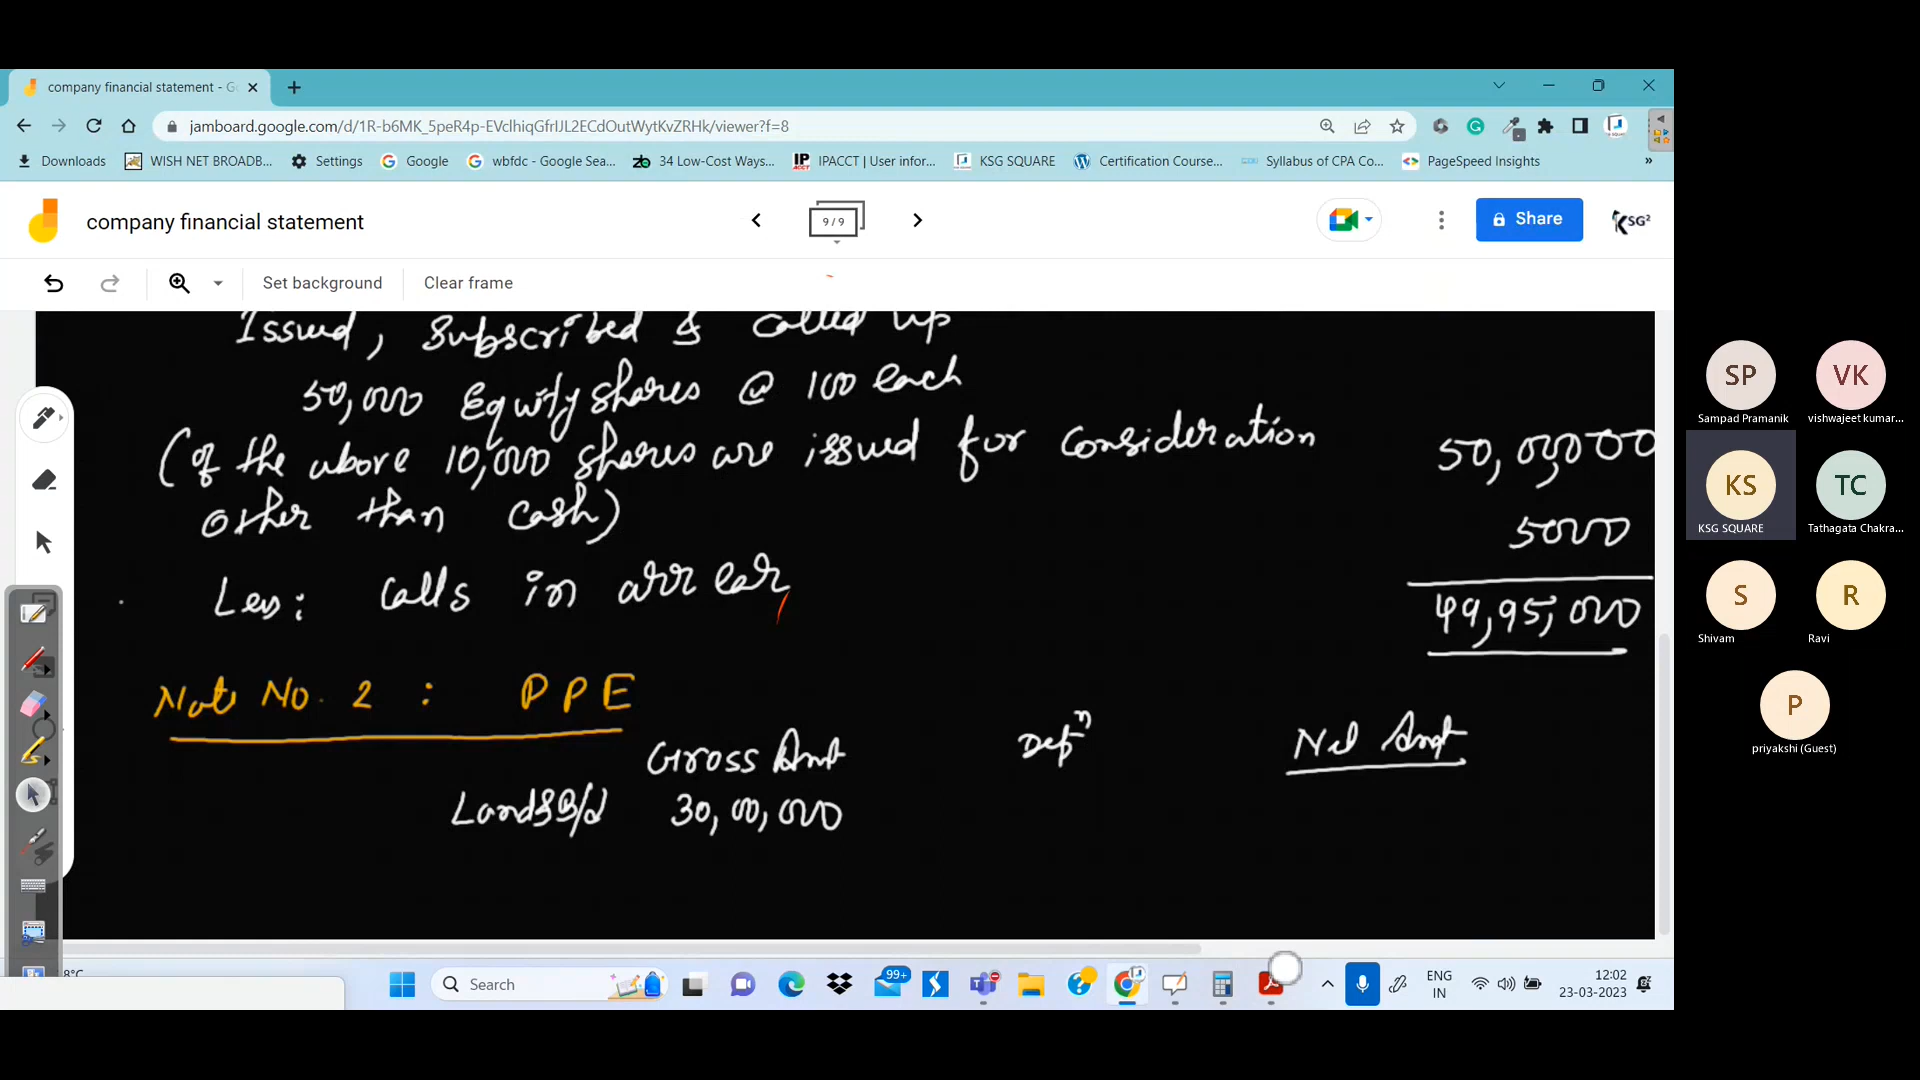 company financial statement - G
jamboard.google.com/d/1R-b6MK_5peR4p-EVclhiqGfrIJL2ECdOutWytKvZRHk/viewer?f=8
Downloads WISH NET BROADB... Settings Google wbfdc - Google Sea... 34 Low-Cost Ways... IPACCT | User infor... KSG SQUARE Certification Course... Syllabus of CPA Co... PageSpeed Insights »
company financial statement
9 / 9
Share
KSG²
Set background Clear frame
Issued, Subscribed & Called up
50,000 Equity shares @ 100 each
(of the above 10,000 shares are issued for consideration 50,00,000
other than cash) 5000
Less: Calls in arrear 49,95,000
Note No. 2 : PPE
Gross Amt Depn Net Amt
Land & B/d 30,00,000
SP VK
Sampad Pramanik vishwajeet kumar...
KS TC
KSG SQUARE Tathagata Chakra...
S R
Shivam Ravi
P
priyakshi (Guest)
8°C
Search
99+
ENG
IN
12:02
23-03-2023